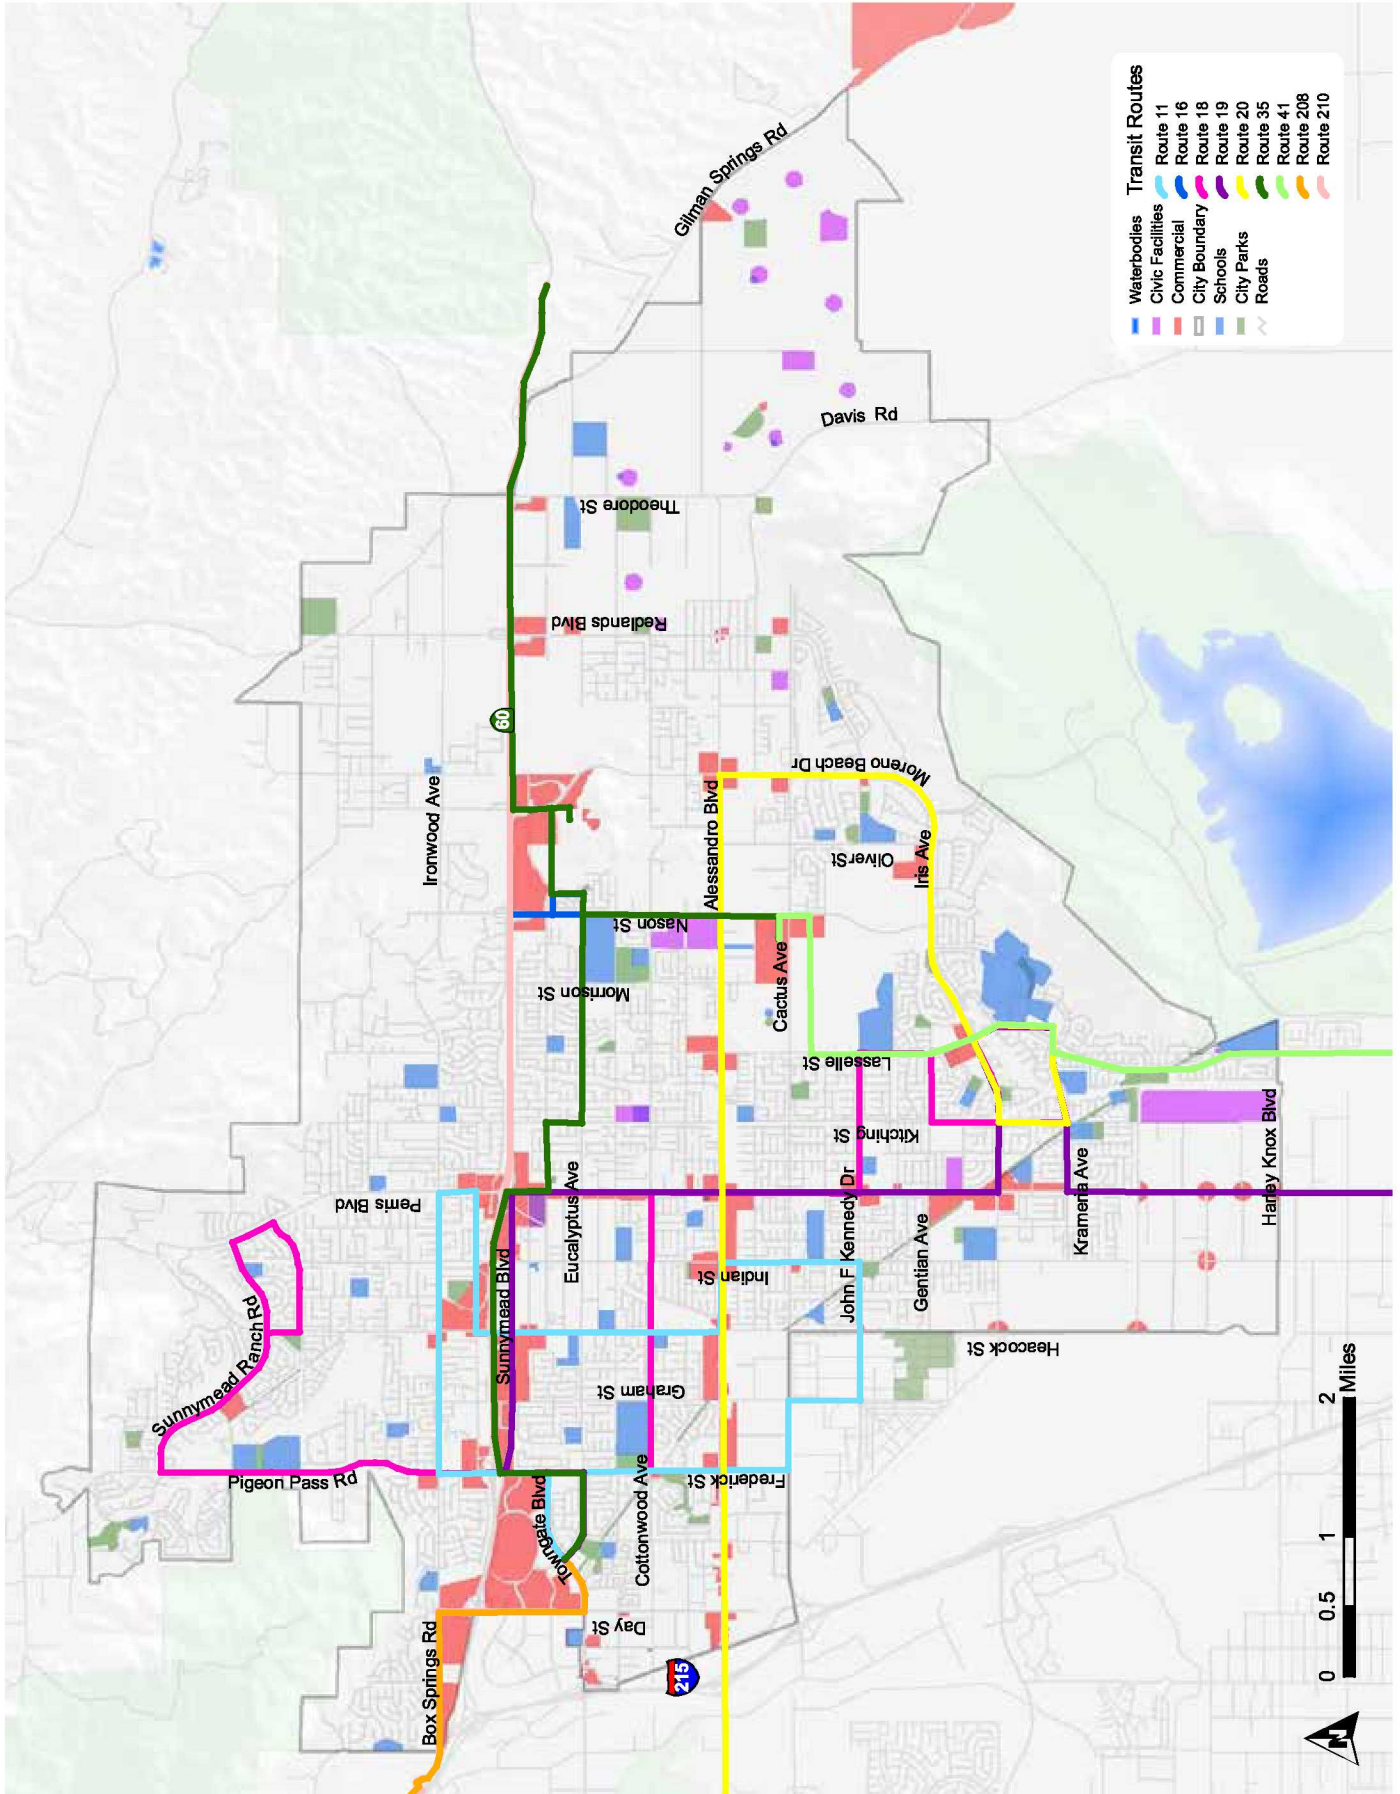 Gilman Springs Rd
Davis Rd
Theodore St
Redlands Blvd
60
Ironwood Ave
Moreno Beach Dr
Alessandro Blvd
Oliver St
Iris Ave
Nason St
Morrison St
Cactus Ave
Lasselle St
Kitching St
Perris Blvd
Eucalyptus Ave
John F Kennedy Dr
Krameria Ave
Harley Knox Blvd
Gentian Ave
Indian St
Sunnymead Blvd
Sunnymead Ranch Rd
Heacock St
Graham St
Pigeon Pass Rd
Frederick St
Towngate Blvd
Cottonwood Ave
Day St
Box Springs Rd
215
Waterbodies
Civic Facilities
Commercial
City Boundary
Schools
City Parks
Roads
Transit Routes
Route 11
Route 16
Route 18
Route 19
Route 20
Route 35
Route 41
Route 208
Route 210
N
0 0.5 1 2
Miles